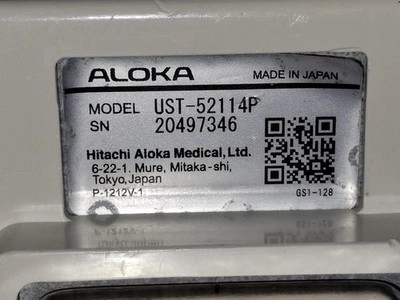 ALOKA MADE IN JAPAN
MODEL UST-52114P
SN 20497346
Hitachi Aloka Medical,Ltd.
6-22-1. Mure, Mitaka-shi,
Tokyo,Japan
P-1212V-1 GS1-128